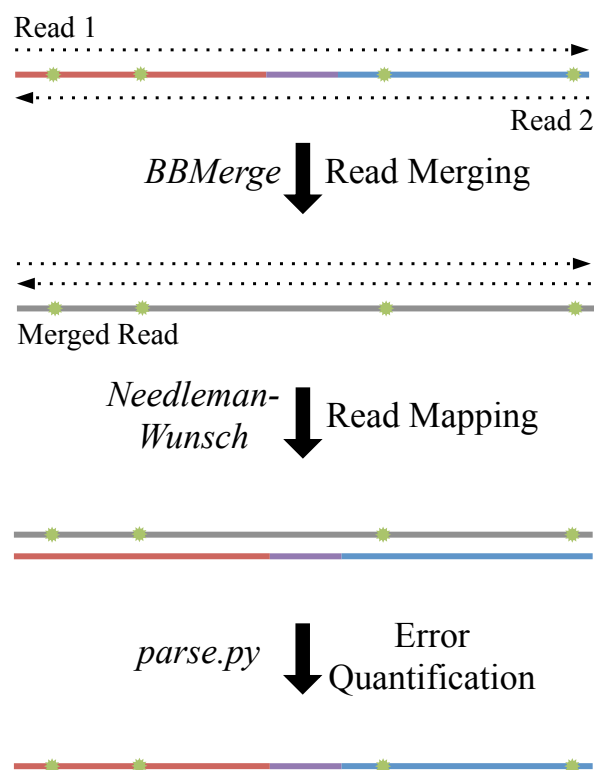 Read 1
Read 2
BBMerge Read Merging
Merged Read
Needleman-
Wunsch
Read Mapping
parse.py
Error
Quantification